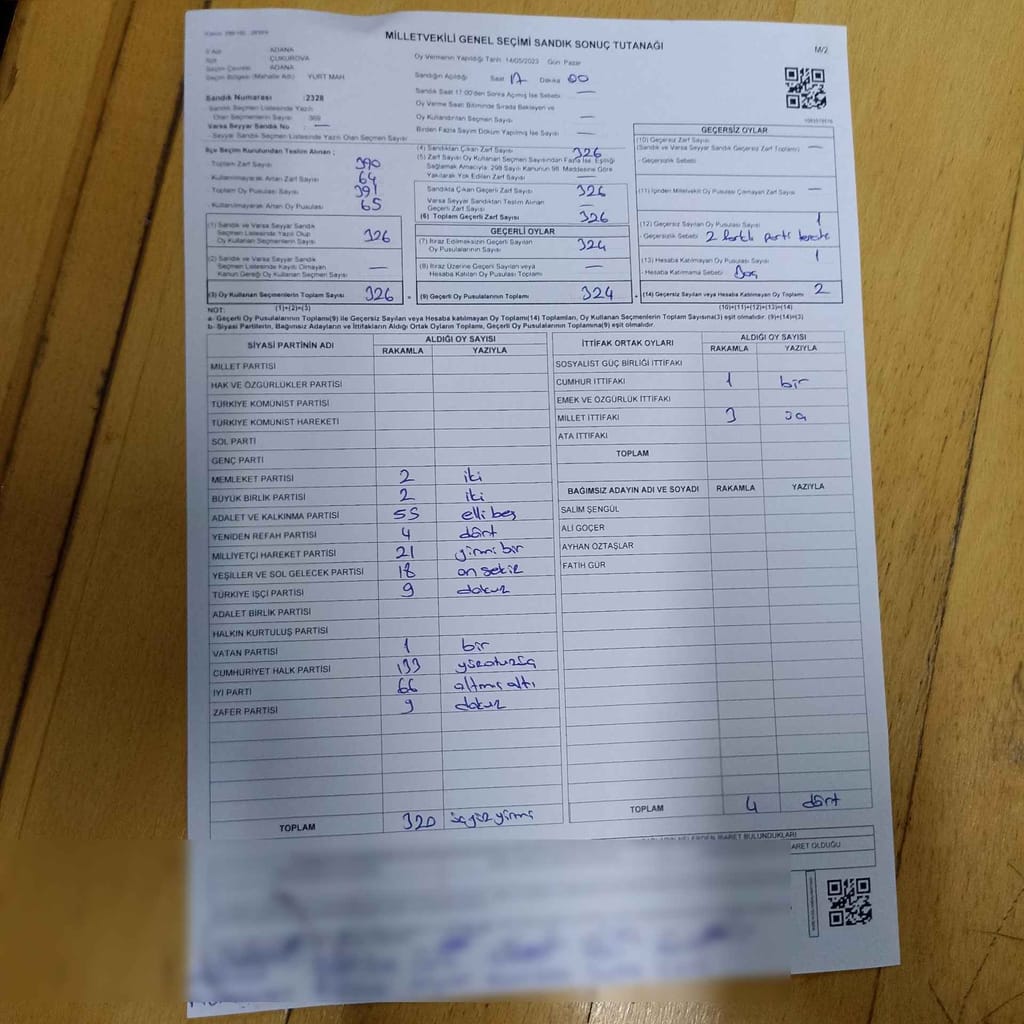 MİLLETVEKİLİ GENEL SEÇİMİ SANDIK SONUÇ TUTANAĞI
M/2
İl Adı ADANA
İlçe ÇUKUROVA
Seçim Çevresi ADANA
Seçim Bölgesi (Mahalle Adı) YURT MAH
Sandık Numarası :2328
Sandık Seçmen Listesinde Yazılı
Olan Seçmenlerin Sayısı 369
Varsa Seyyar Sandık No —
Seyyar Sandık Seçmen Listesinde Yazılı Olan Seçmen Sayısı
Oy Vermenin Yapıldığı Tarih 14/05/2023 Gün Pazar
Sandığın Açıldığı Saat 17 Dakika 00
Sandık Saat 17:00'den Sonra Açılmış İse Sebebi —
Oy Verme Saati Bitiminde Sırada Bekleyen ve
Oy Kullandırılan Seçmen Sayısı —
Birden Fazla Sayım Döküm Yapılmış İse Sayısı —
İlçe Seçim Kurulundan Teslim Alınan ;
Toplam Zarf Sayısı 390
Kullanılmayarak Artan Zarf Sayısı 64
Toplam Oy Pusulası Sayısı 391
Kullanılmayarak Artan Oy Pusulası 65
(1) Sandık ve Varsa Seyyar Sandık
Seçmen Listesinde Yazılı Olup
Oy Kullanan Seçmenlerin Sayısı 326
(2) Sandık ve Varsa Seyyar Sandık
Seçmen Listesinde Kayıtlı Olmayan
Kanun Gereği Oy Kullanan Seçmen Sayısı —
(3) Oy Kullanan Seçmenlerin Toplam Sayısı 326
(1)+(2)=(3)
(4) Sandıktan Çıkan Zarf Sayısı 326
(5) Zarf Sayısı Oy Kullanan Seçmen Sayısından Fazla İse, Eşitliği
Sağlamak Amacıyla; 298 Sayılı Kanunun 98. Maddesine Göre
Yakılarak Yok Edilen Zarf Sayısı —
Sandıkta Çıkan Geçerli Zarf Sayısı 326
Varsa Seyyar Sandıktan Teslim Alınan
Geçerli Zarf Sayısı —
(6) Toplam Geçerli Zarf Sayısı 326
GEÇERLİ OYLAR
(7) İtiraz Edilmeksizin Geçerli Sayılan
Oy Pusulalarının Sayısı 324
(8) İtiraz Üzerine Geçerli Sayılan veya
Hesaba Katılan Oy Pusulası Toplamı —
(9) Geçerli Oy Pusulalarının Toplamı 324
GEÇERSİZ OYLAR
(10) Geçersiz Zarf Sayısı
(Sandık ve Varsa Seyyar Sandık Geçersiz Zarf Toplamı) —
- Geçersizlik Sebebi
(11) İçinden Milletvekili Oy Pusulası Çıkmayan Zarf Sayısı —
(12) Geçersiz Sayılan Oy Pusulası Sayısı 1
- Geçersizlik Sebebi 2 farklı parti
(13) Hesaba Katılmayan Oy Pusulası Sayısı 1
- Hesaba Katılmama Sebebi Boş
(14) Geçersiz Sayılan veya Hesaba Katılmayan Oy Toplamı 2
(10)+(11)+(12)+(13)=(14)
NOT:
a- Geçerli Oy Pusulalarının Toplamı(9) ile Geçersiz Sayılan veya Hesaba Katılmayan Oy Toplamı(14) Toplamları, Oy Kullanan Seçmenlerin Toplam Sayısına(3) eşit olmalıdır. (9)+(14)=(3)
b- Siyasi Partilerin, Bağımsız Adayların ve İttifakların Aldığı Ortak Oyların Toplamı, Geçerli Oy Pusulalarının Toplamına(9) eşit olmalıdır.
SİYASİ PARTİNİN ADI ALDIĞI OY SAYISI
RAKAMLA YAZIYLA
MİLLET PARTİSİ
HAK VE ÖZGÜRLÜKLER PARTİSİ
TÜRKİYE KOMÜNİST PARTİSİ
TÜRKİYE KOMÜNİST HAREKETİ
SOL PARTİ
GENÇ PARTİ
MEMLEKET PARTİSİ 2 iki
BÜYÜK BİRLİK PARTİSİ 2 iki
ADALET VE KALKINMA PARTİSİ 55 elli beş
YENİDEN REFAH PARTİSİ 4 dört
MİLLİYETÇİ HAREKET PARTİSİ 21 yirmi bir
YEŞİLLER VE SOL GELECEK PARTİSİ 18 on sekiz
TÜRKİYE İŞÇİ PARTİSİ 9 dokuz
ADALET BİRLİK PARTİSİ
HALKIN KURTULUŞ PARTİSİ
VATAN PARTİSİ 1 bir
CUMHURİYET HALK PARTİSİ 133 yüzotuzüç
İYİ PARTİ 66 altmış altı
ZAFER PARTİSİ 9 dokuz
TOPLAM 320 üçyüz yirmi
İTTİFAK ORTAK OYLARI ALDIĞI OY SAYISI
RAKAMLA YAZIYLA
SOSYALİST GÜÇ BİRLİĞİ İTTİFAKI
CUMHUR İTTİFAKI 1 bir
EMEK VE ÖZGÜRLÜK İTTİFAKI
MİLLET İTTİFAKI 3 üç
ATA İTTİFAKI
TOPLAM
BAĞIMSIZ ADAYIN ADI VE SOYADI RAKAMLA YAZIYLA
SALİM ŞENGÜL
ALİ GÖÇER
AYHAN ÖZTAŞLAR
FATİH GÜR
TOPLAM 4 dört
İBARET BULUNDUKLARI
ARET OLDUĞU